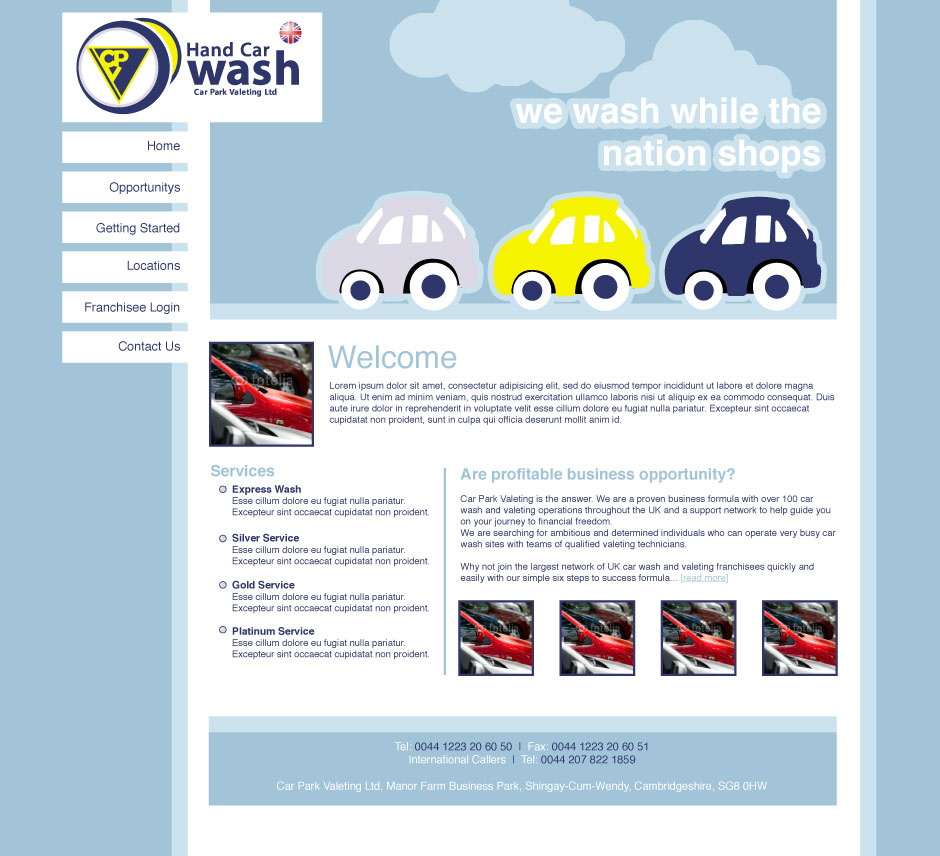 CPV
Hand Car
wash
Car Park Valeting Ltd
we wash while the
nation shops
Home
Opportunitys
Getting Started
Locations
Franchisee Login
Contact Us
fotolia
Welcome
Lorem ipsum dolor sit amet, consectetur adipisicing elit, sed do eiusmod tempor incididunt ut labore et dolore magna
aliqua. Ut enim ad minim veniam, quis nostrud exercitation ullamco laboris nisi ut aliquip ex ea commodo consequat. Duis
aute irure dolor in reprehenderit in voluptate velit esse cillum dolore eu fugiat nulla pariatur. Excepteur sint occaecat
cupidatat non proident, sunt in culpa qui officia deserunt mollit anim id.
Services
Express Wash
Esse cillum dolore eu fugiat nulla pariatur.
Excepteur sint occaecat cupidatat non proident.
Silver Service
Esse cillum dolore eu fugiat nulla pariatur.
Excepteur sint occaecat cupidatat non proident.
Gold Service
Esse cillum dolore eu fugiat nulla pariatur.
Excepteur sint occaecat cupidatat non proident.
Platinum Service
Esse cillum dolore eu fugiat nulla pariatur.
Excepteur sint occaecat cupidatat non proident.
Are profitable business opportunity?
Car Park Valeting is the answer. We are a proven business formula with over 100 car
wash and valeting operations throughout the UK and a support network to help guide you
on your journey to financial freedom.
We are searching for ambitious and determined individuals who can operate very busy car
wash sites with teams of qualified valeting technicians.
Why not join the largest network of UK car wash and valeting franchisees quickly and
easily with our simple six steps to success formula... [read more]
fotolia
fotolia
fotolia
fotolia
Tel: 0044 1223 20 60 50 | Fax: 0044 1223 20 60 51
International Callers | Tel: 0044 207 822 1859
Car Park Valeting Ltd, Manor Farm Business Park, Shingay-Cum-Wendy, Cambridgeshire, SG8 0HW